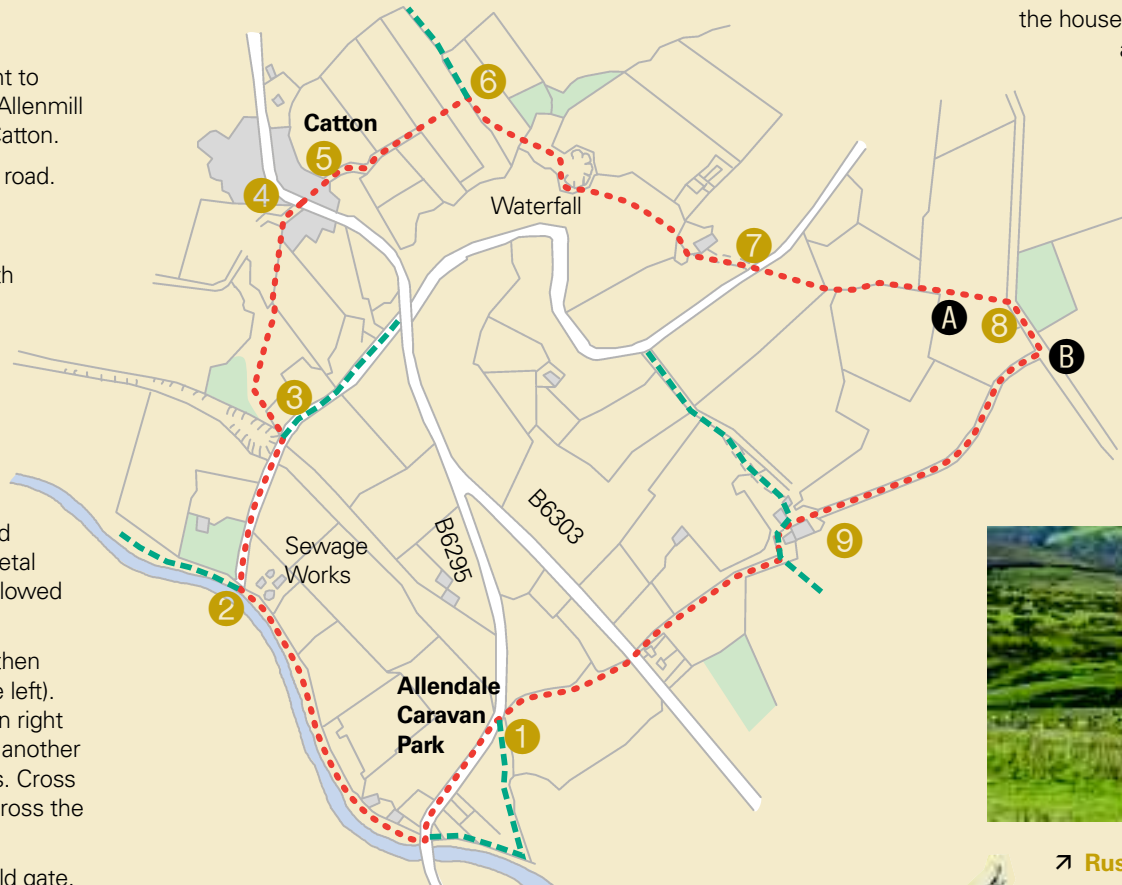 nt to
Allenmill
Catton.
road.
th
d
etal
lowed
then
e left).
n right
another
s. Cross
ross the
ld gate.
the house
6
Catton
5
4
Waterfall
7
A
8
B
3
B6303
B6295
9
Sewage
Works
2
Allendale
Caravan
Park
1
↗ Rus